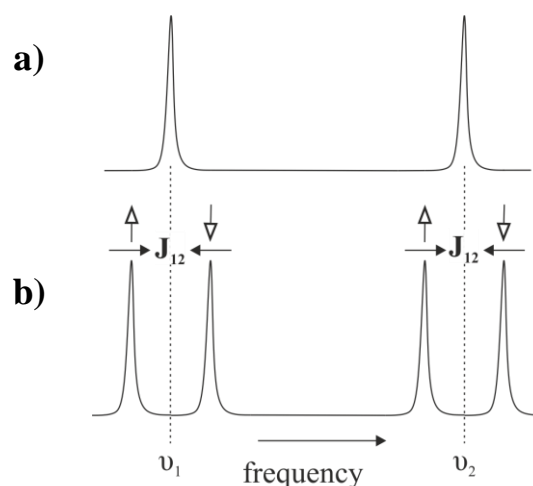 a)
J₁₂ J₁₂
b)
υ₁ υ₂
frequency